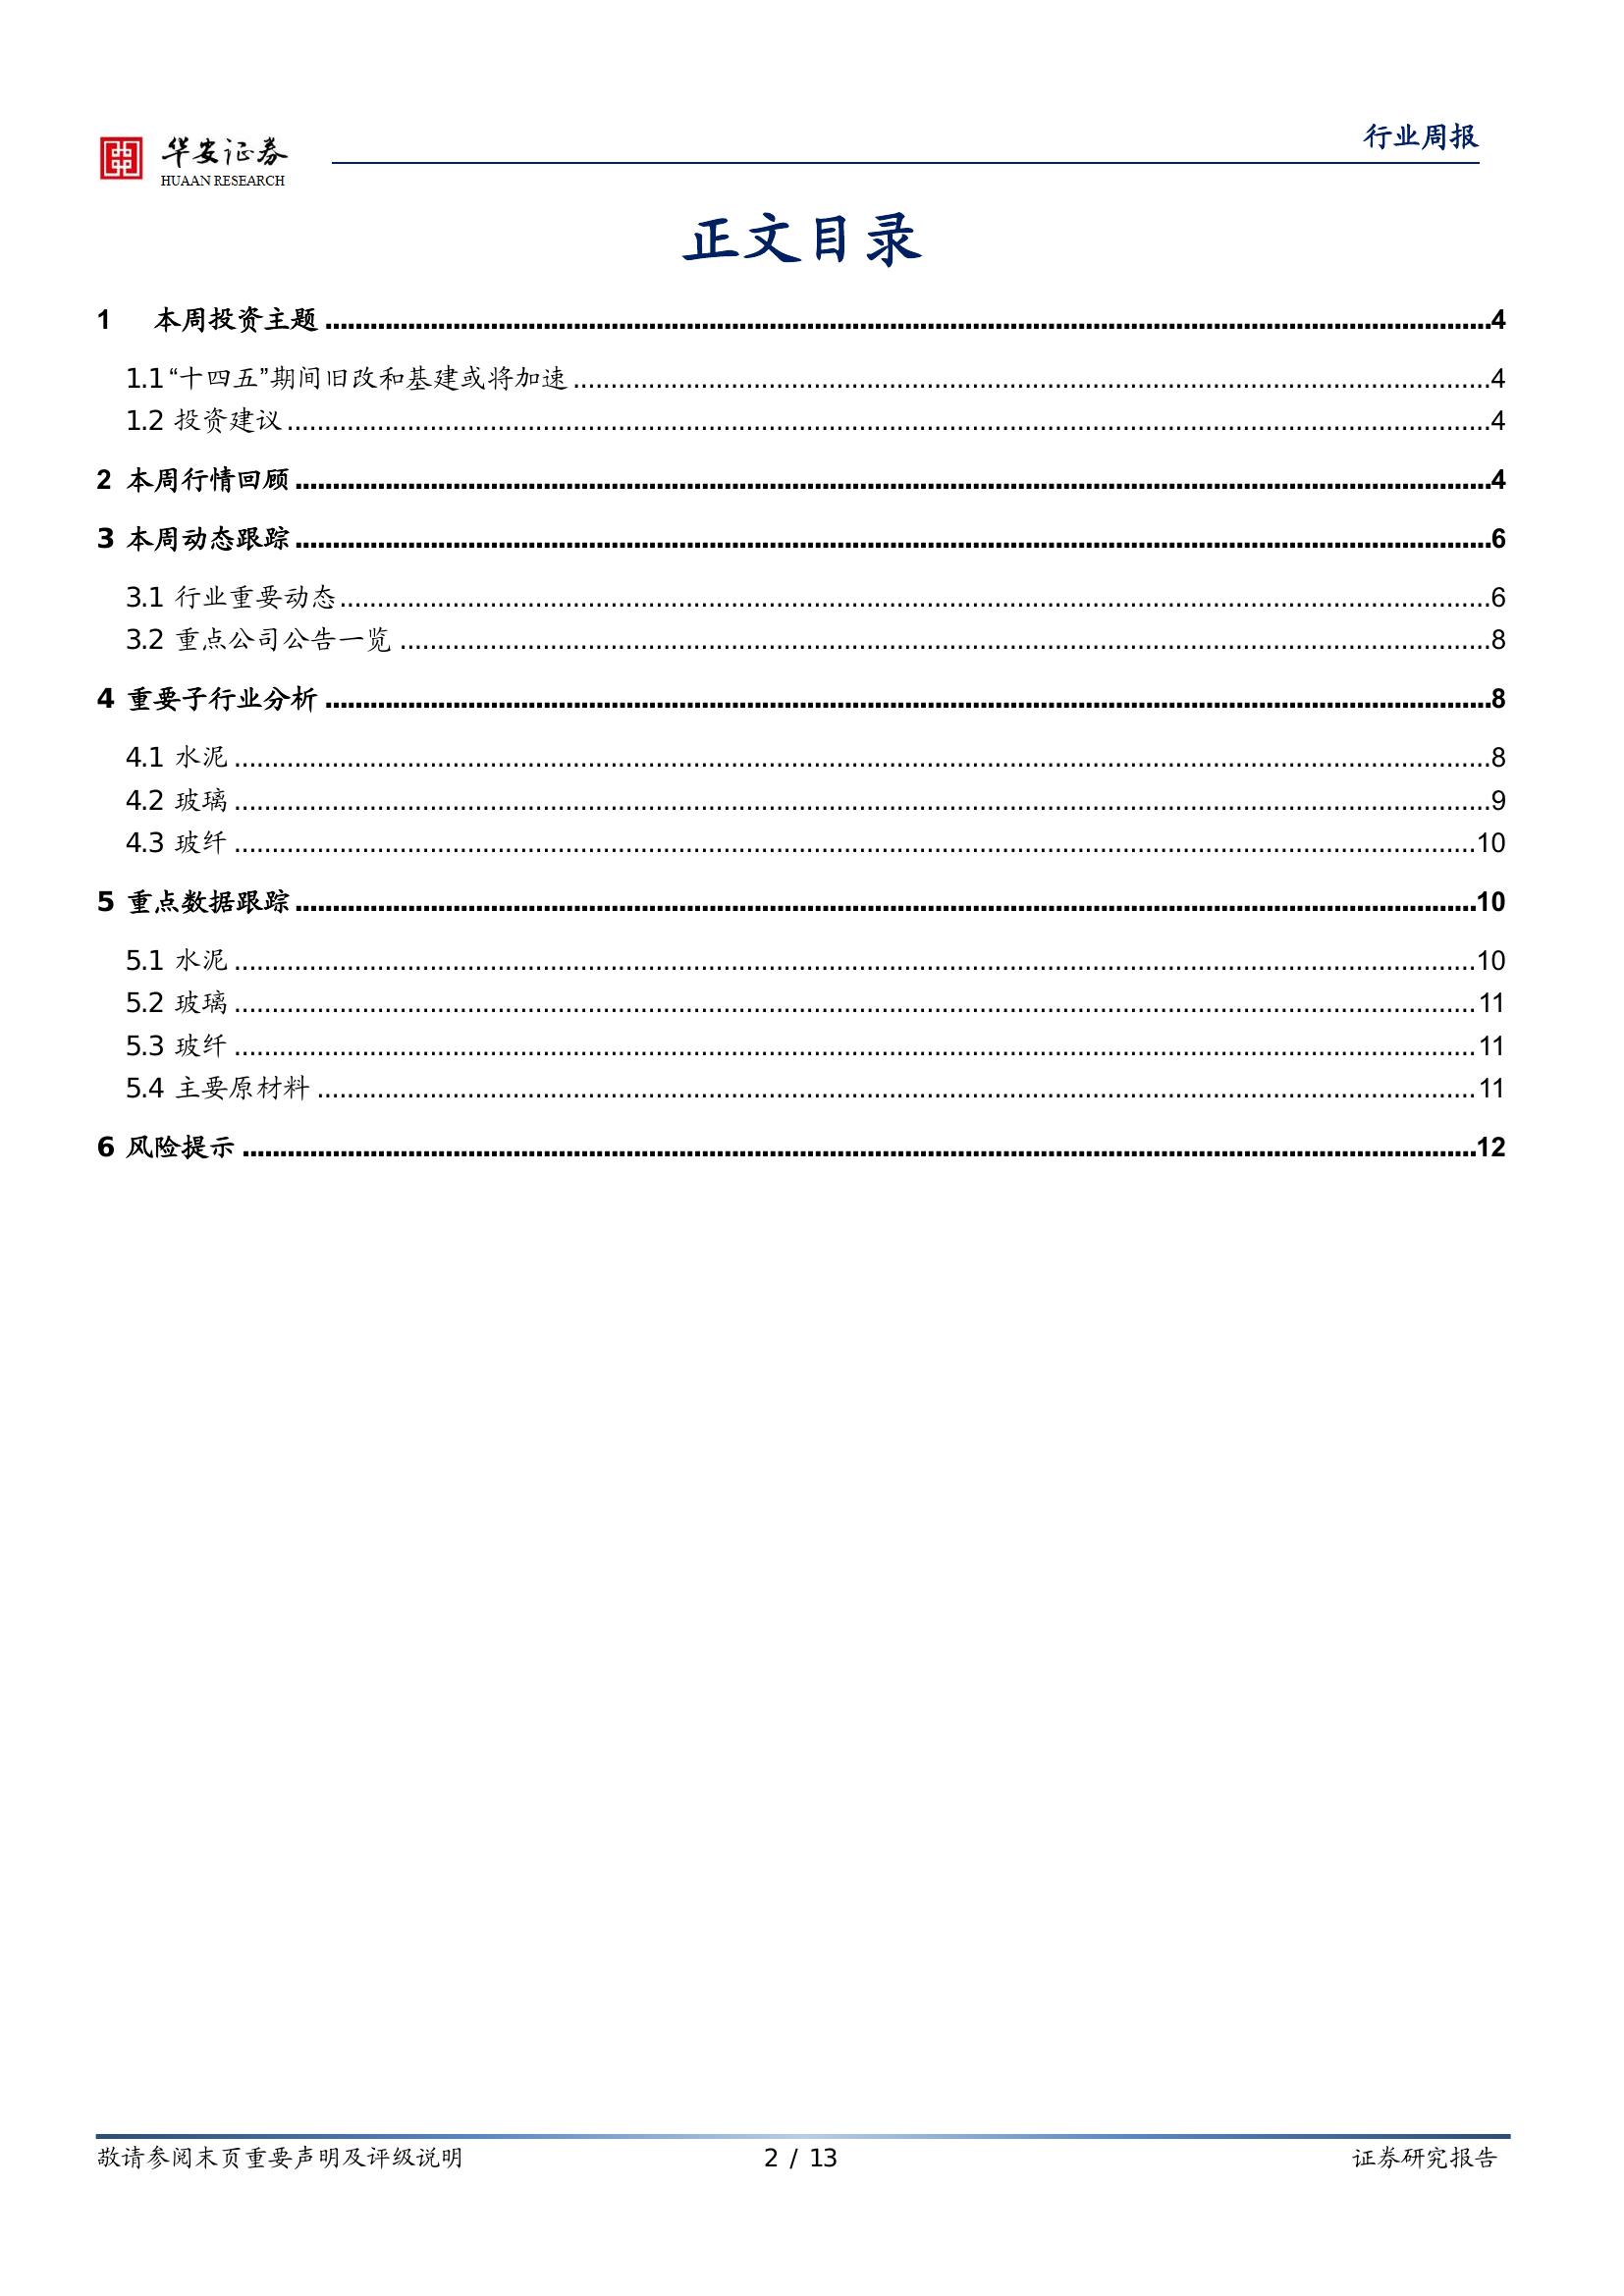 华安证券
HUAAN RESEARCH
行业周报
正文目录
1 本周投资主题 ........ 4
1.1 “十四五”期间旧改和基建或将加速 ........ 4
1.2 投资建议 ........ 4
2 本周行情回顾 ........ 4
3 本周动态跟踪 ........ 6
3.1 行业重要动态 ........ 6
3.2 重点公司公告一览 ........ 8
4 重要子行业分析 ........ 8
4.1 水泥 ........ 8
4.2 玻璃 ........ 9
4.3 玻纤 ........ 10
5 重点数据跟踪 ........ 10
5.1 水泥 ........ 10
5.2 玻璃 ........ 11
5.3 玻纤 ........ 11
5.4 主要原材料 ........ 11
6 风险提示 ........ 12
敬请参阅末页重要声明及评级说明 2 / 13 证券研究报告